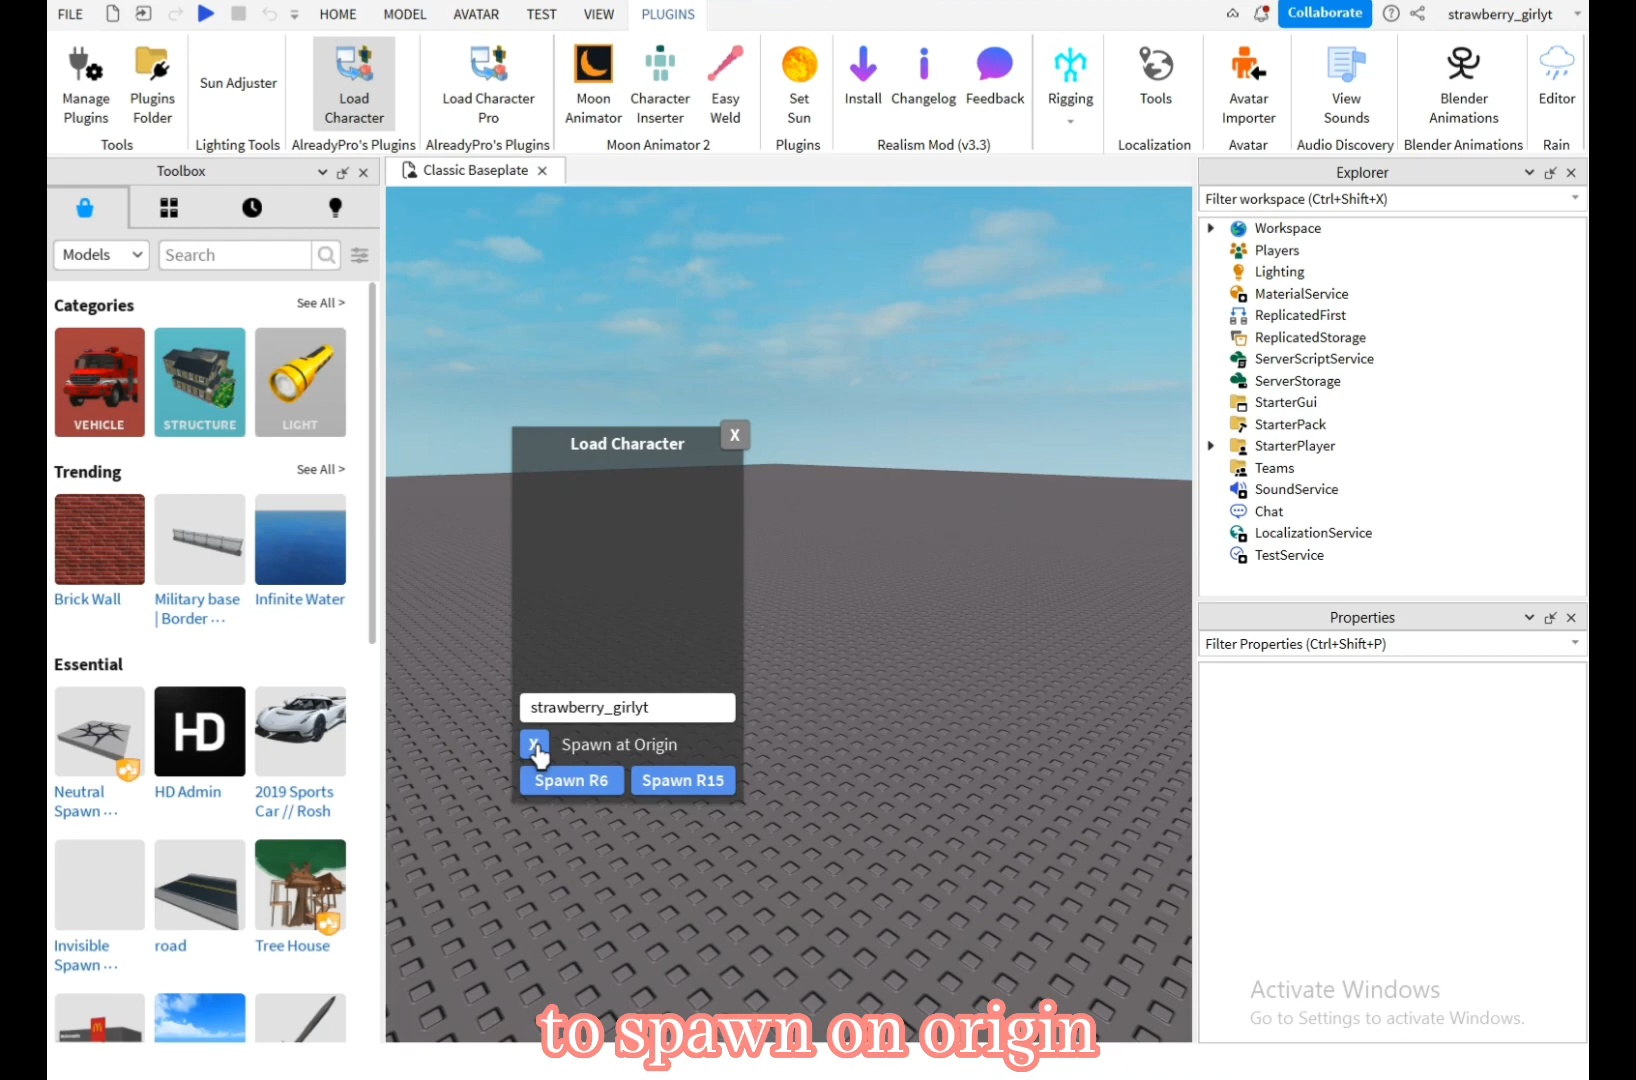 FILE HOME MODEL AVATAR TEST VIEW PLUGINS Collaborate strawberry_girlyt
Manage Plugins
Plugins Folder
Tools
Sun Adjuster
Lighting Tools
Load Character
AlreadyPro's Plugins
Load Character Pro
AlreadyPro's Plugins
Moon Animator
Character Inserter
Easy Weld
Moon Animator 2
Set Sun
Plugins
Install
Changelog
Feedback
Realism Mod (v3.3)
Rigging
Tools
Localization
Avatar Importer
Avatar
View Sounds
Audio Discovery
Blender Animations
Blender Animations
Editor
Rain
Toolbox
Models
Search
Categories
See All >
VEHICLE
STRUCTURE
LIGHT
Trending
See All >
Brick Wall
Military base
| Border ···
Infinite Water
Essential
HD
Neutral
Spawn ···
HD Admin
2019 Sports
Car // Rosh
Invisible
Spawn ···
road
Tree House
Classic Baseplate
Load Character
X
strawberry_girlyt
X Spawn at Origin
Spawn R6
Spawn R15
to spawn on origin
Explorer
Filter workspace (Ctrl+Shift+X)
Workspace
Players
Lighting
MaterialService
ReplicatedFirst
ReplicatedStorage
ServerScriptService
ServerStorage
StarterGui
StarterPack
StarterPlayer
Teams
SoundService
Chat
LocalizationService
TestService
Properties
Filter Properties (Ctrl+Shift+P)
Activate Windows
Go to Settings to activate Windows.